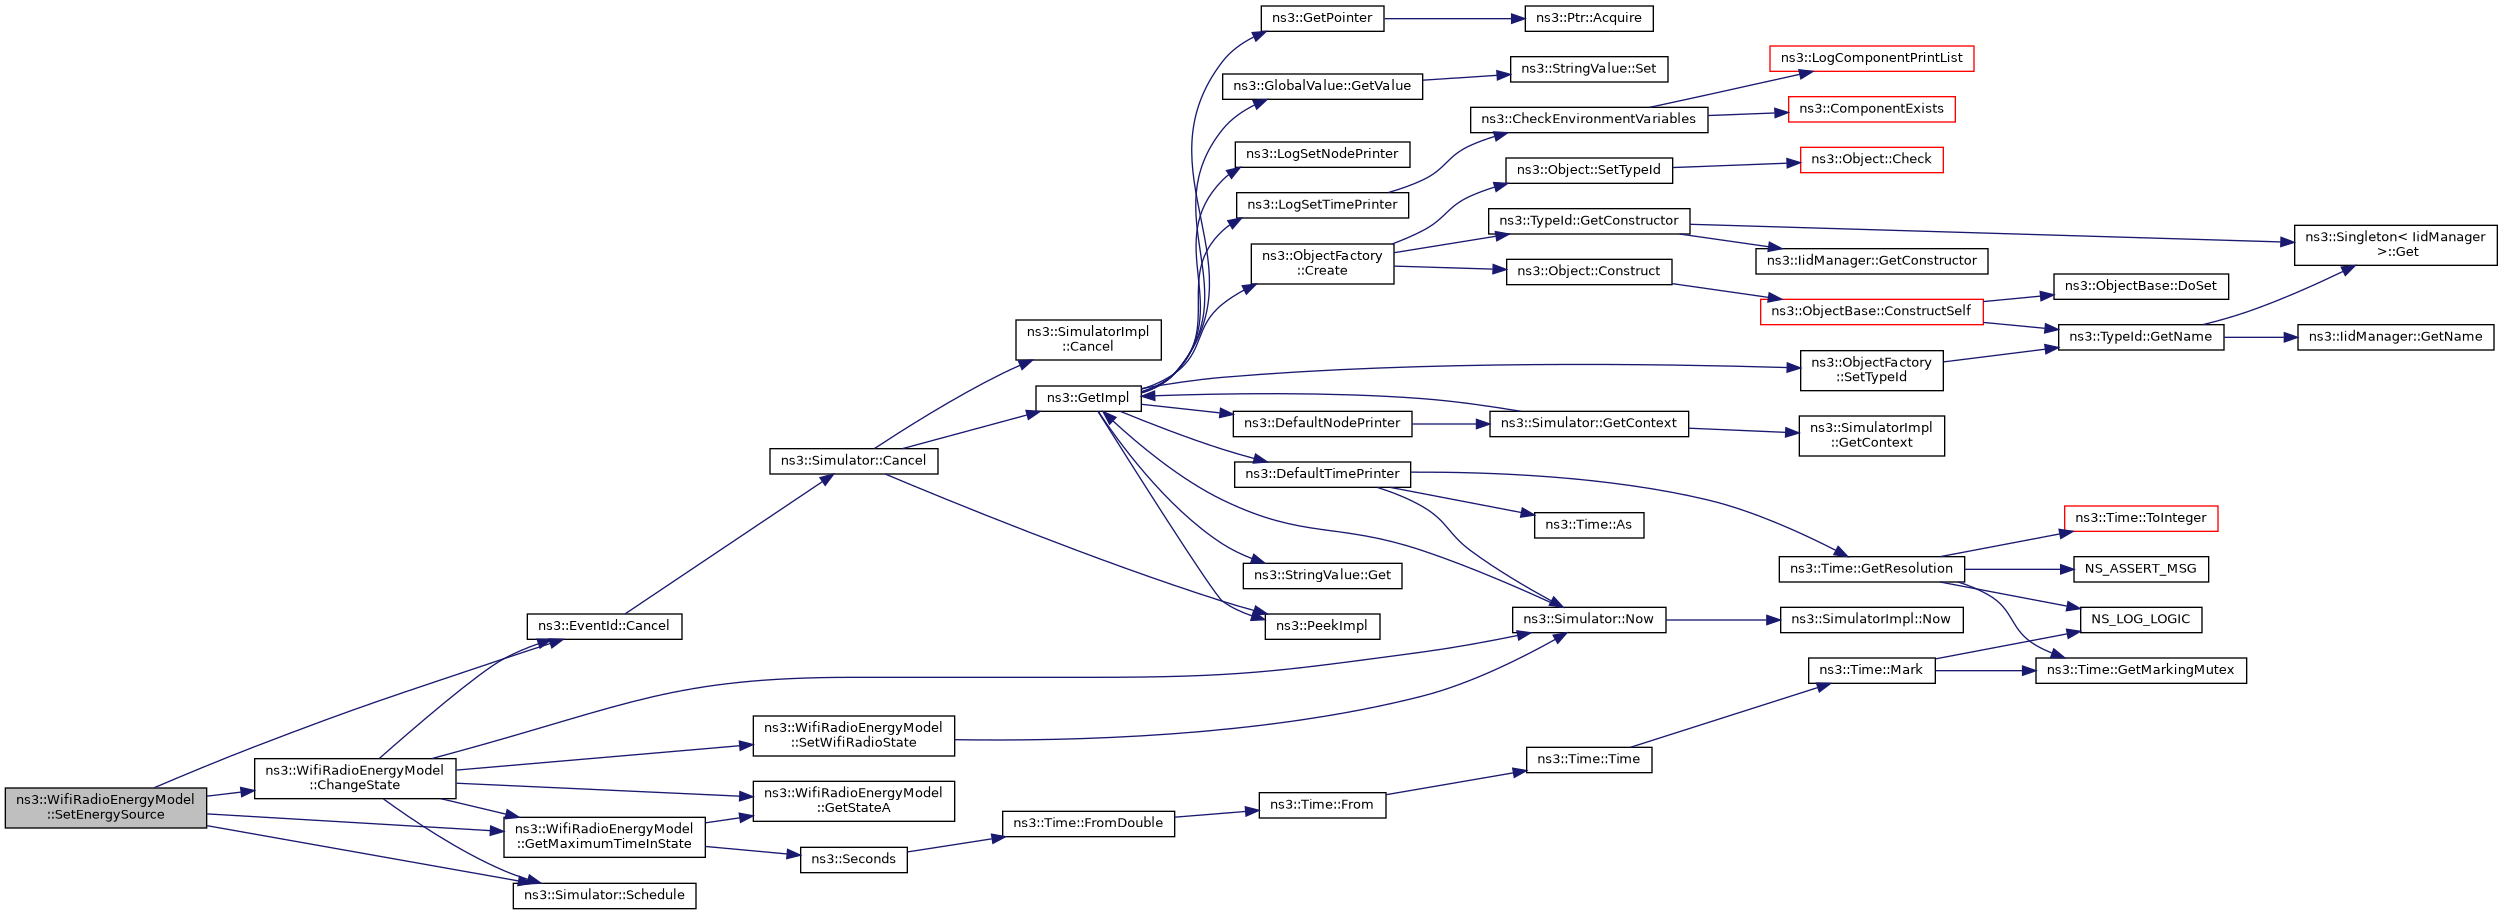 ns3::WifiRadioEnergyModel
::SetEnergySource
ns3::WifiRadioEnergyModel
::ChangeState
ns3::EventId::Cancel
ns3::WifiRadioEnergyModel
::GetMaximumTimeInState
ns3::Simulator::Schedule
ns3::Simulator::Cancel
ns3::WifiRadioEnergyModel
::SetWifiRadioState
ns3::WifiRadioEnergyModel
::GetStateA
ns3::Seconds
ns3::SimulatorImpl
::Cancel
ns3::GetImpl
ns3::Time::FromDouble
ns3::GetPointer
ns3::GlobalValue::GetValue
ns3::LogSetNodePrinter
ns3::LogSetTimePrinter
ns3::ObjectFactory
::Create
ns3::DefaultNodePrinter
ns3::DefaultTimePrinter
ns3::StringValue::Get
ns3::PeekImpl
ns3::Time::From
ns3::Ptr::Acquire
ns3::StringValue::Set
ns3::CheckEnvironmentVariables
ns3::Object::SetTypeId
ns3::TypeId::GetConstructor
ns3::Object::Construct
ns3::Simulator::GetContext
ns3::Time::As
ns3::Simulator::Now
ns3::Time::Time
ns3::LogComponentPrintList
ns3::ComponentExists
ns3::Object::Check
ns3::IidManager::GetConstructor
ns3::ObjectBase::ConstructSelf
ns3::ObjectFactory
::SetTypeId
ns3::SimulatorImpl
::GetContext
ns3::Time::GetResolution
ns3::SimulatorImpl::Now
ns3::Time::Mark
ns3::ObjectBase::DoSet
ns3::TypeId::GetName
ns3::Time::ToInteger
NS_ASSERT_MSG
NS_LOG_LOGIC
ns3::Time::GetMarkingMutex
ns3::Singleton< IidManager
>::Get
ns3::IidManager::GetName